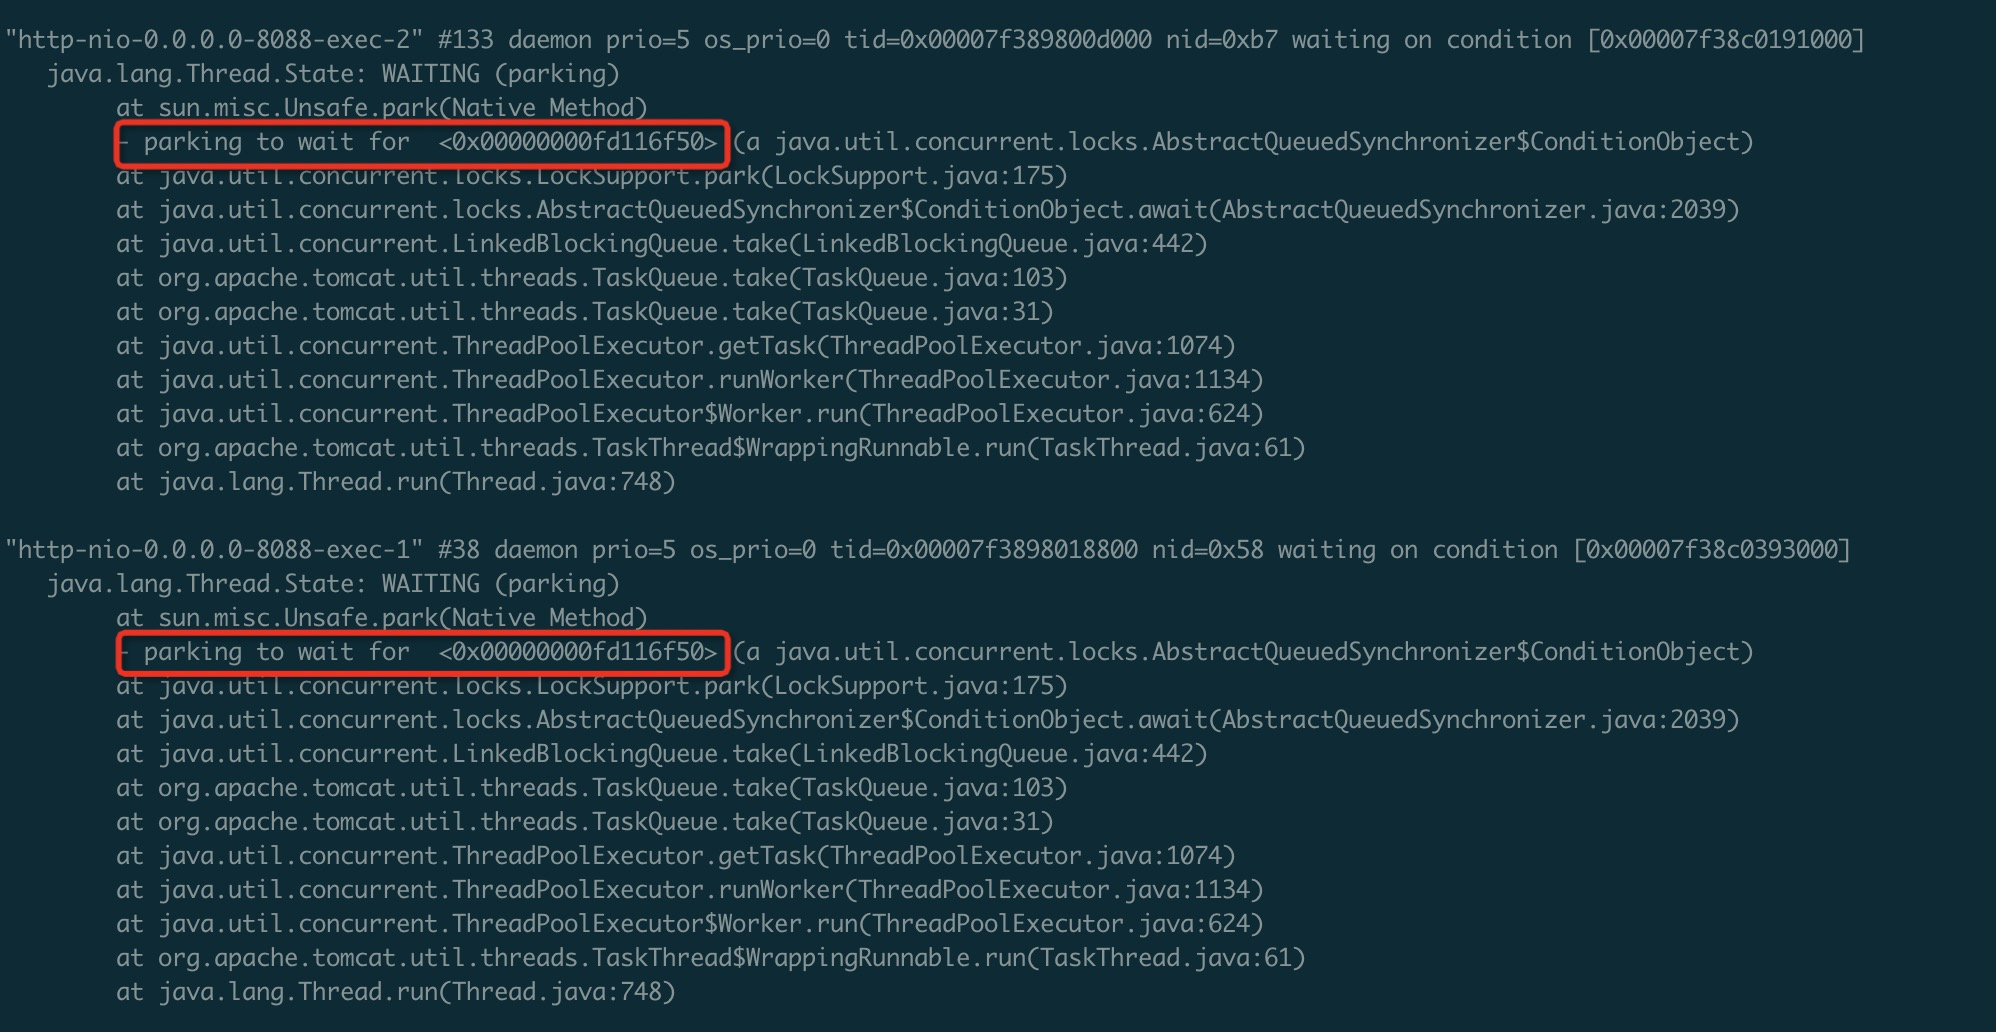 "http-nio-0.0.0.0-8088-exec-2" #133 daemon prio=5 os_prio=0 tid=0x00007f389800d000 nid=0xb7 waiting on condition [0x00007f38c0191000]
java.lang.Thread.State: WAITING (parking)
at sun.misc.Unsafe.park(Native Method)
- parking to wait for  <0x00000000fd116f50> (a java.util.concurrent.locks.AbstractQueuedSynchronizer$ConditionObject)
at java.util.concurrent.locks.LockSupport.park(LockSupport.java:175)
at java.util.concurrent.locks.AbstractQueuedSynchronizer$ConditionObject.await(AbstractQueuedSynchronizer.java:2039)
at java.util.concurrent.LinkedBlockingQueue.take(LinkedBlockingQueue.java:442)
at org.apache.tomcat.util.threads.TaskQueue.take(TaskQueue.java:103)
at org.apache.tomcat.util.threads.TaskQueue.take(TaskQueue.java:31)
at java.util.concurrent.ThreadPoolExecutor.getTask(ThreadPoolExecutor.java:1074)
at java.util.concurrent.ThreadPoolExecutor.runWorker(ThreadPoolExecutor.java:1134)
at java.util.concurrent.ThreadPoolExecutor$Worker.run(ThreadPoolExecutor.java:624)
at org.apache.tomcat.util.threads.TaskThread$WrappingRunnable.run(TaskThread.java:61)
at java.lang.Thread.run(Thread.java:748)
"http-nio-0.0.0.0-8088-exec-1" #38 daemon prio=5 os_prio=0 tid=0x00007f3898018800 nid=0x58 waiting on condition [0x00007f38c0393000]
java.lang.Thread.State: WAITING (parking)
at sun.misc.Unsafe.park(Native Method)
- parking to wait for  <0x00000000fd116f50> (a java.util.concurrent.locks.AbstractQueuedSynchronizer$ConditionObject)
at java.util.concurrent.locks.LockSupport.park(LockSupport.java:175)
at java.util.concurrent.locks.AbstractQueuedSynchronizer$ConditionObject.await(AbstractQueuedSynchronizer.java:2039)
at java.util.concurrent.LinkedBlockingQueue.take(LinkedBlockingQueue.java:442)
at org.apache.tomcat.util.threads.TaskQueue.take(TaskQueue.java:103)
at org.apache.tomcat.util.threads.TaskQueue.take(TaskQueue.java:31)
at java.util.concurrent.ThreadPoolExecutor.getTask(ThreadPoolExecutor.java:1074)
at java.util.concurrent.ThreadPoolExecutor.runWorker(ThreadPoolExecutor.java:1134)
at java.util.concurrent.ThreadPoolExecutor$Worker.run(ThreadPoolExecutor.java:624)
at org.apache.tomcat.util.threads.TaskThread$WrappingRunnable.run(TaskThread.java:61)
at java.lang.Thread.run(Thread.java:748)